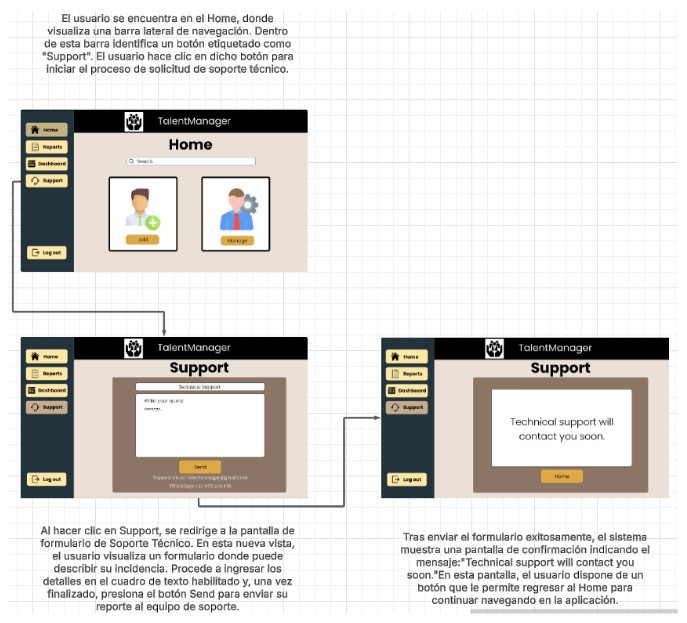 El usuario se encuentra en el Home, donde
visualiza una barra lateral de navegación. Dentro
de esta barra identifica un botón etiquetado como
"Support". El usuario hace clic en dicho botón para
iniciar el proceso de solicitud de soporte técnico.
TalentManager
Home
Reports
Dashboard
Support
Log out
Home
Search
Add
Manage
TalentManager
Home
Reports
Dashboard
Support
Log out
Support
Technical Support
Write your query:
Message..
Send
TalentManager
Home
Reports
Dashboard
Support
Log out
Support
Technical support will
contact you soon.
Home
Al hacer clic en Support, se redirige a la pantalla de
formulario de Soporte Técnico. En esta nueva vista,
el usuario visualiza un formulario donde puede
describir su incidencia. Procede a ingresar los
detalles en el cuadro de texto habilitado y, una vez
finalizado, presiona el botón Send para enviar su
reporte al equipo de soporte.
Tras enviar el formulario exitosamente, el sistema
muestra una pantalla de confirmación indicando el
mensaje:"Technical support will contact you
soon."En esta pantalla, el usuario dispone de un
botón que le permite regresar al Home para
continuar navegando en la aplicación.